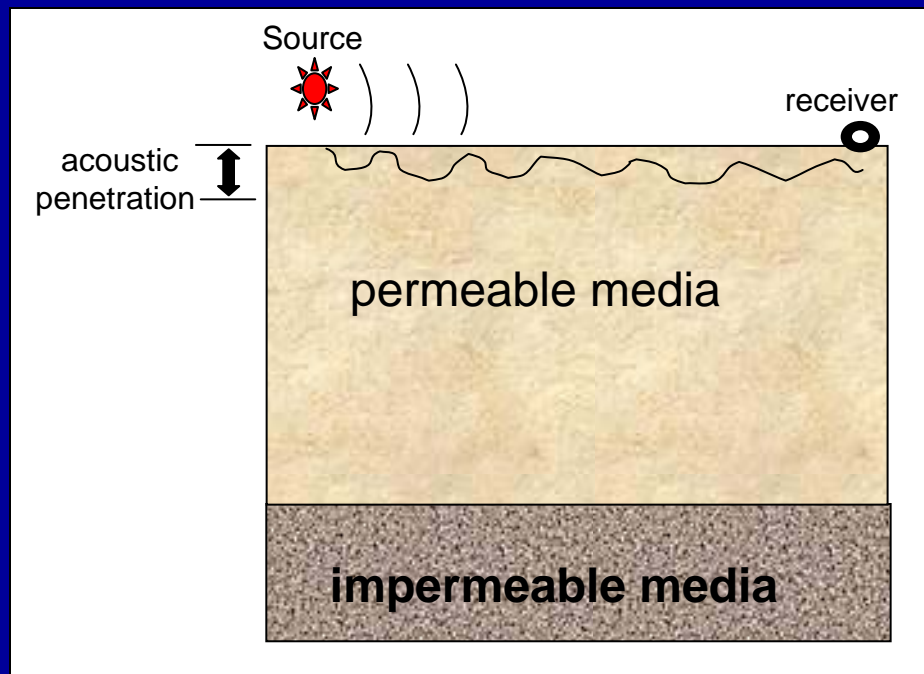 Source
receiver
acoustic
penetration
permeable media
impermeable media